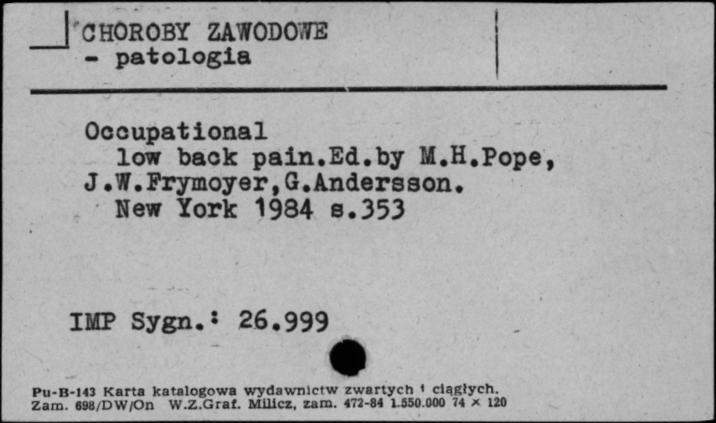 CHOROBY ZAWODOWE
- patologia
Occupational
low back pain.Ed.by M.H.Pope,
J.W.Frymoyer,G.Andersson.
New York 1984 s.353
IMP Sygn.: 26.999
Pu-B-143 Karta katalogowa wydawnictw zwartych i ciągłych.
Zam. 698/DW/On W.Z.Graf. Milicz, zam. 472-84 1.550.000 74 × 120